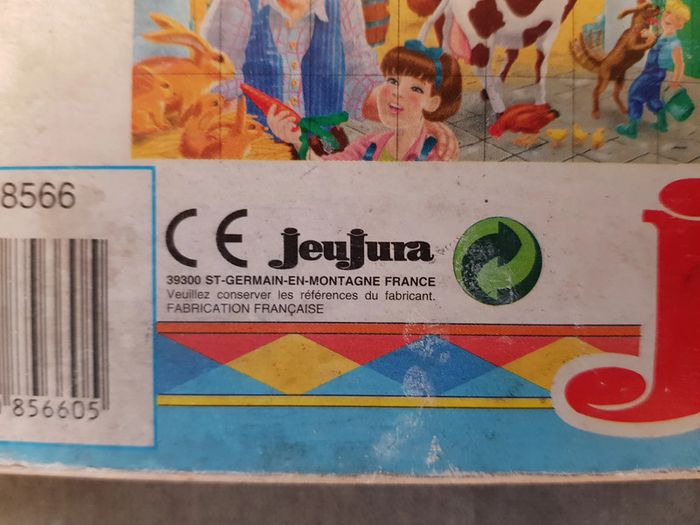 8566
856605
CE
jeujura
39300 ST-GERMAIN-EN-MONTAGNE FRANCE
Veuillez conserver les références du fabricant.
FABRICATION FRANÇAISE